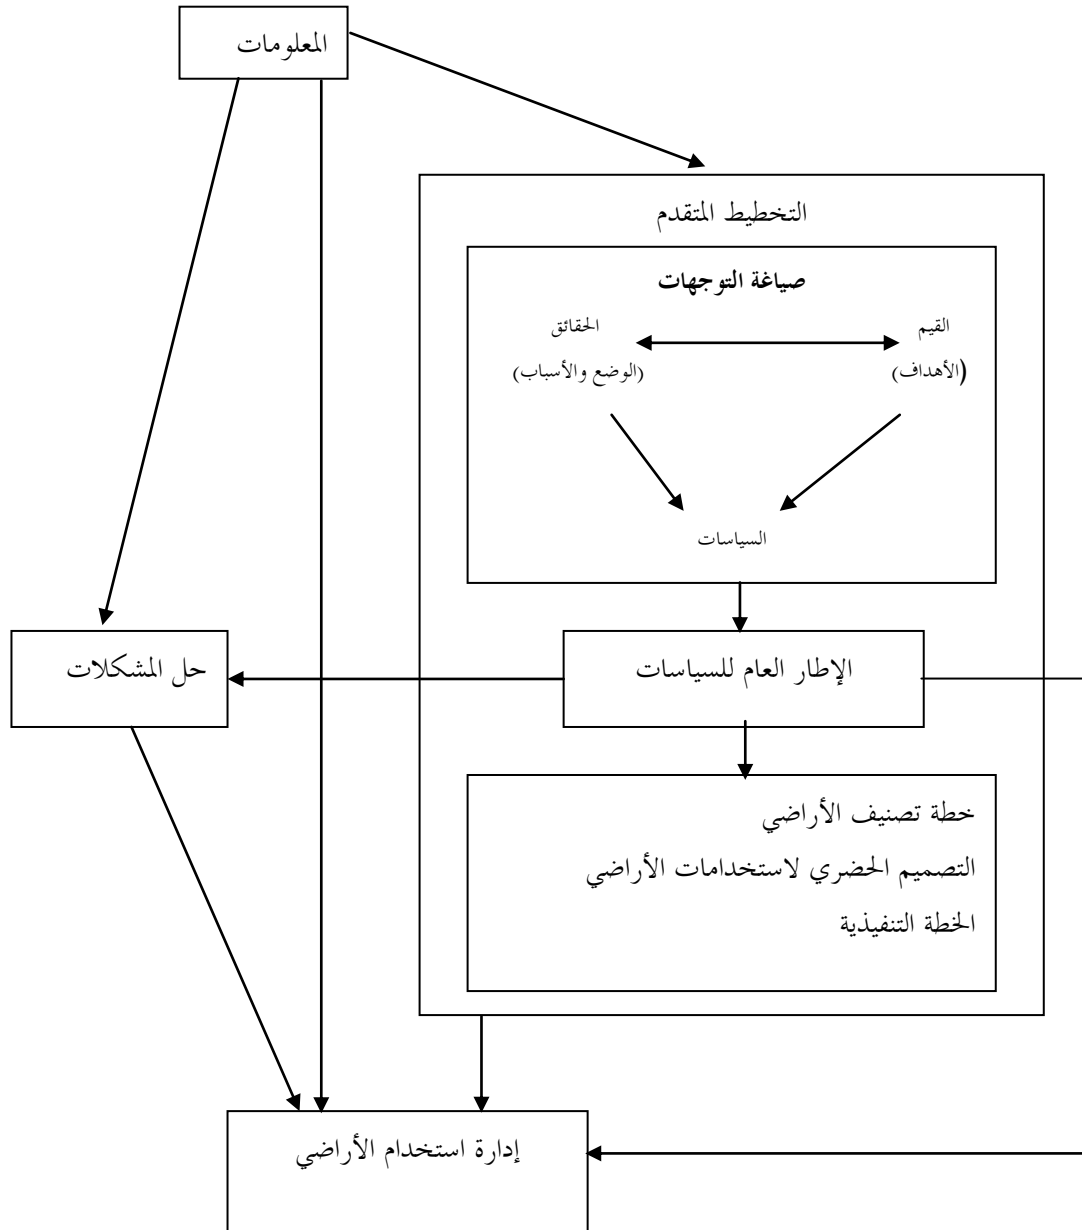 المعلومات
التخطيط المتقدم
صياغة التوجهات
القيم
الحقائق
(الأهداف)
(الوضع والأسباب)
السياسات
حل المشكلات
الإطار العام للسياسات
خطة تصنيف الأراضي
التصميم الحضري لاستخدامات الأراضي
الخطة التنفيذية
إدارة استخدام الأراضي